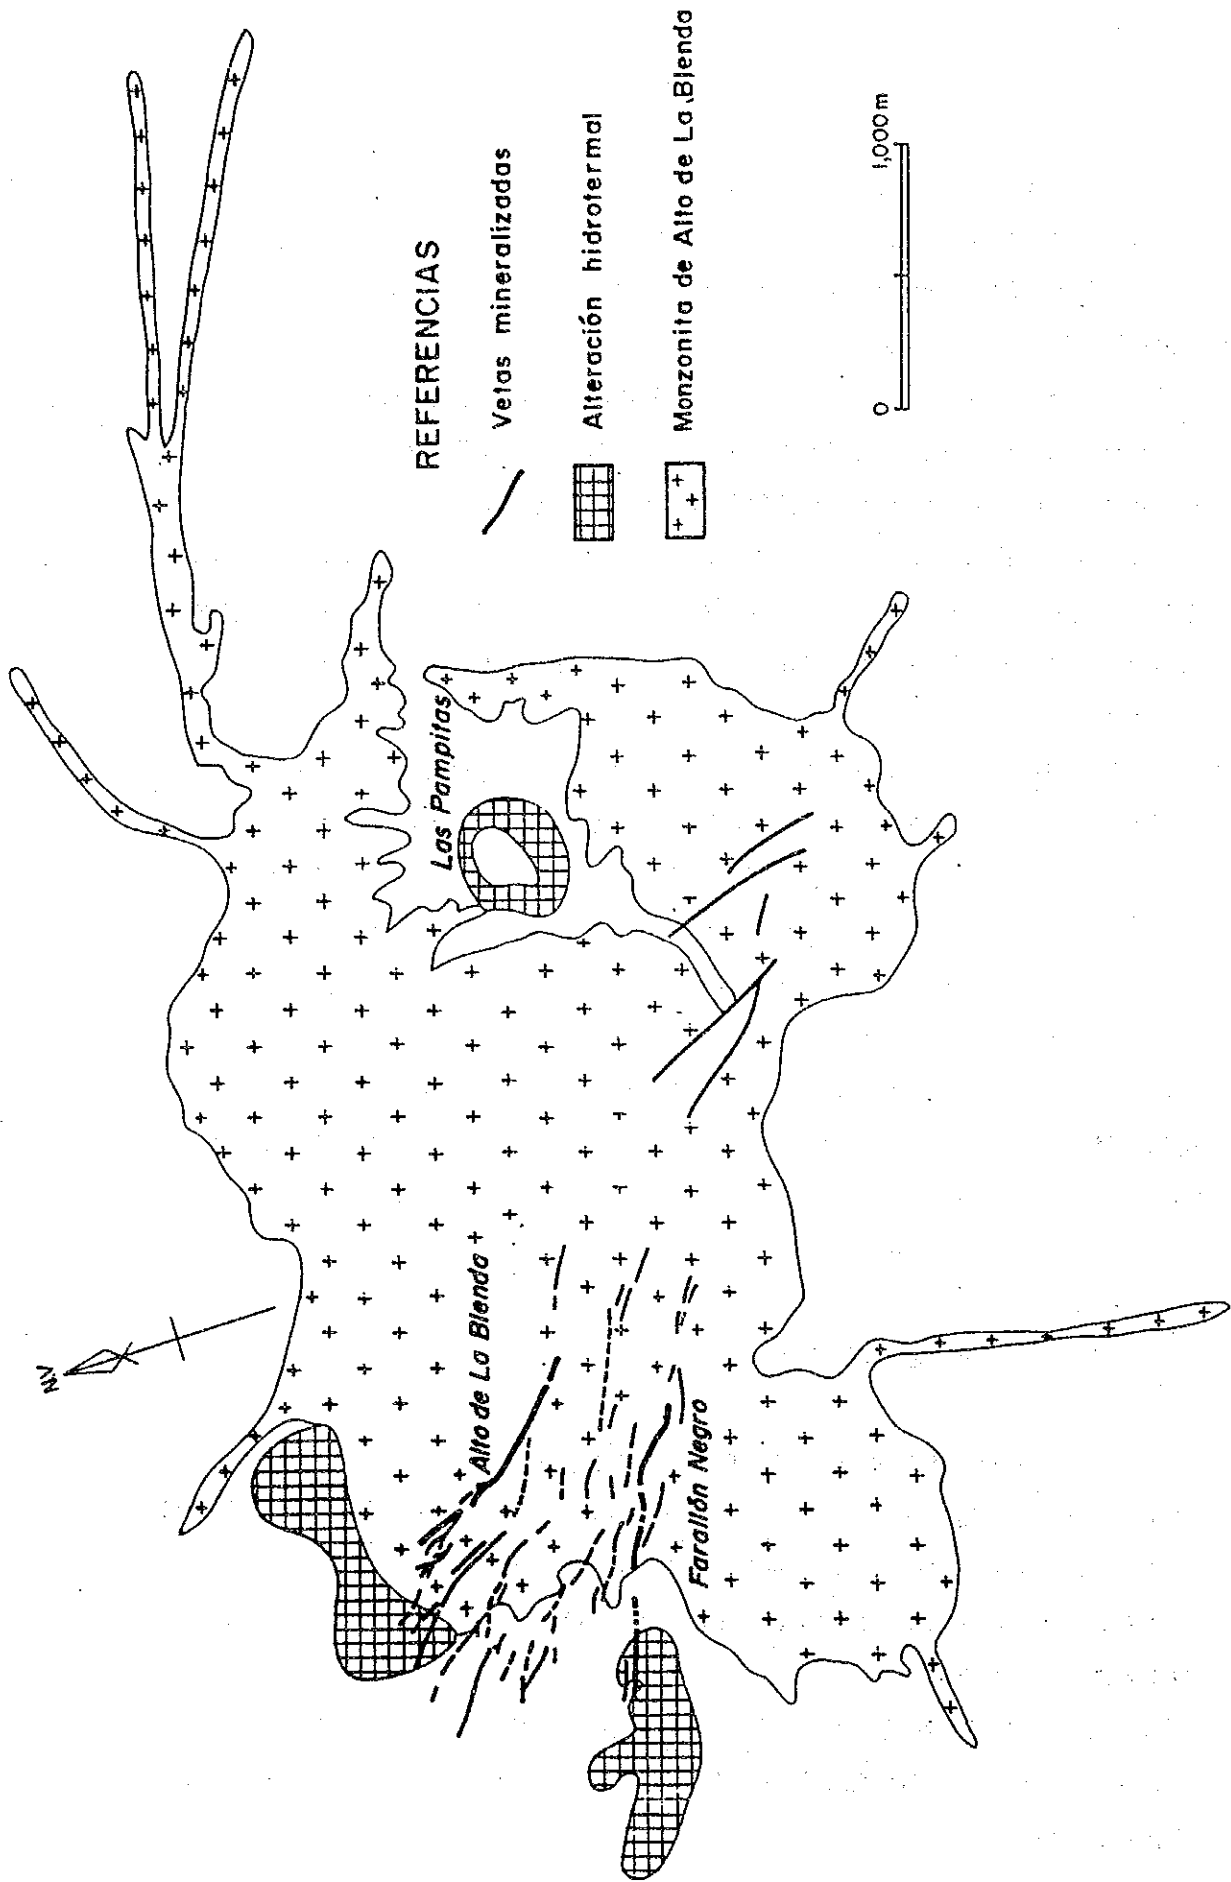 Las Pampitas
Alto de La Blenda
Farallón Negro
REFERENCIAS
Vetas mineralizadas
Alteración hidrotermal
Monzonita de Alto de La Blenda
0 1,000m